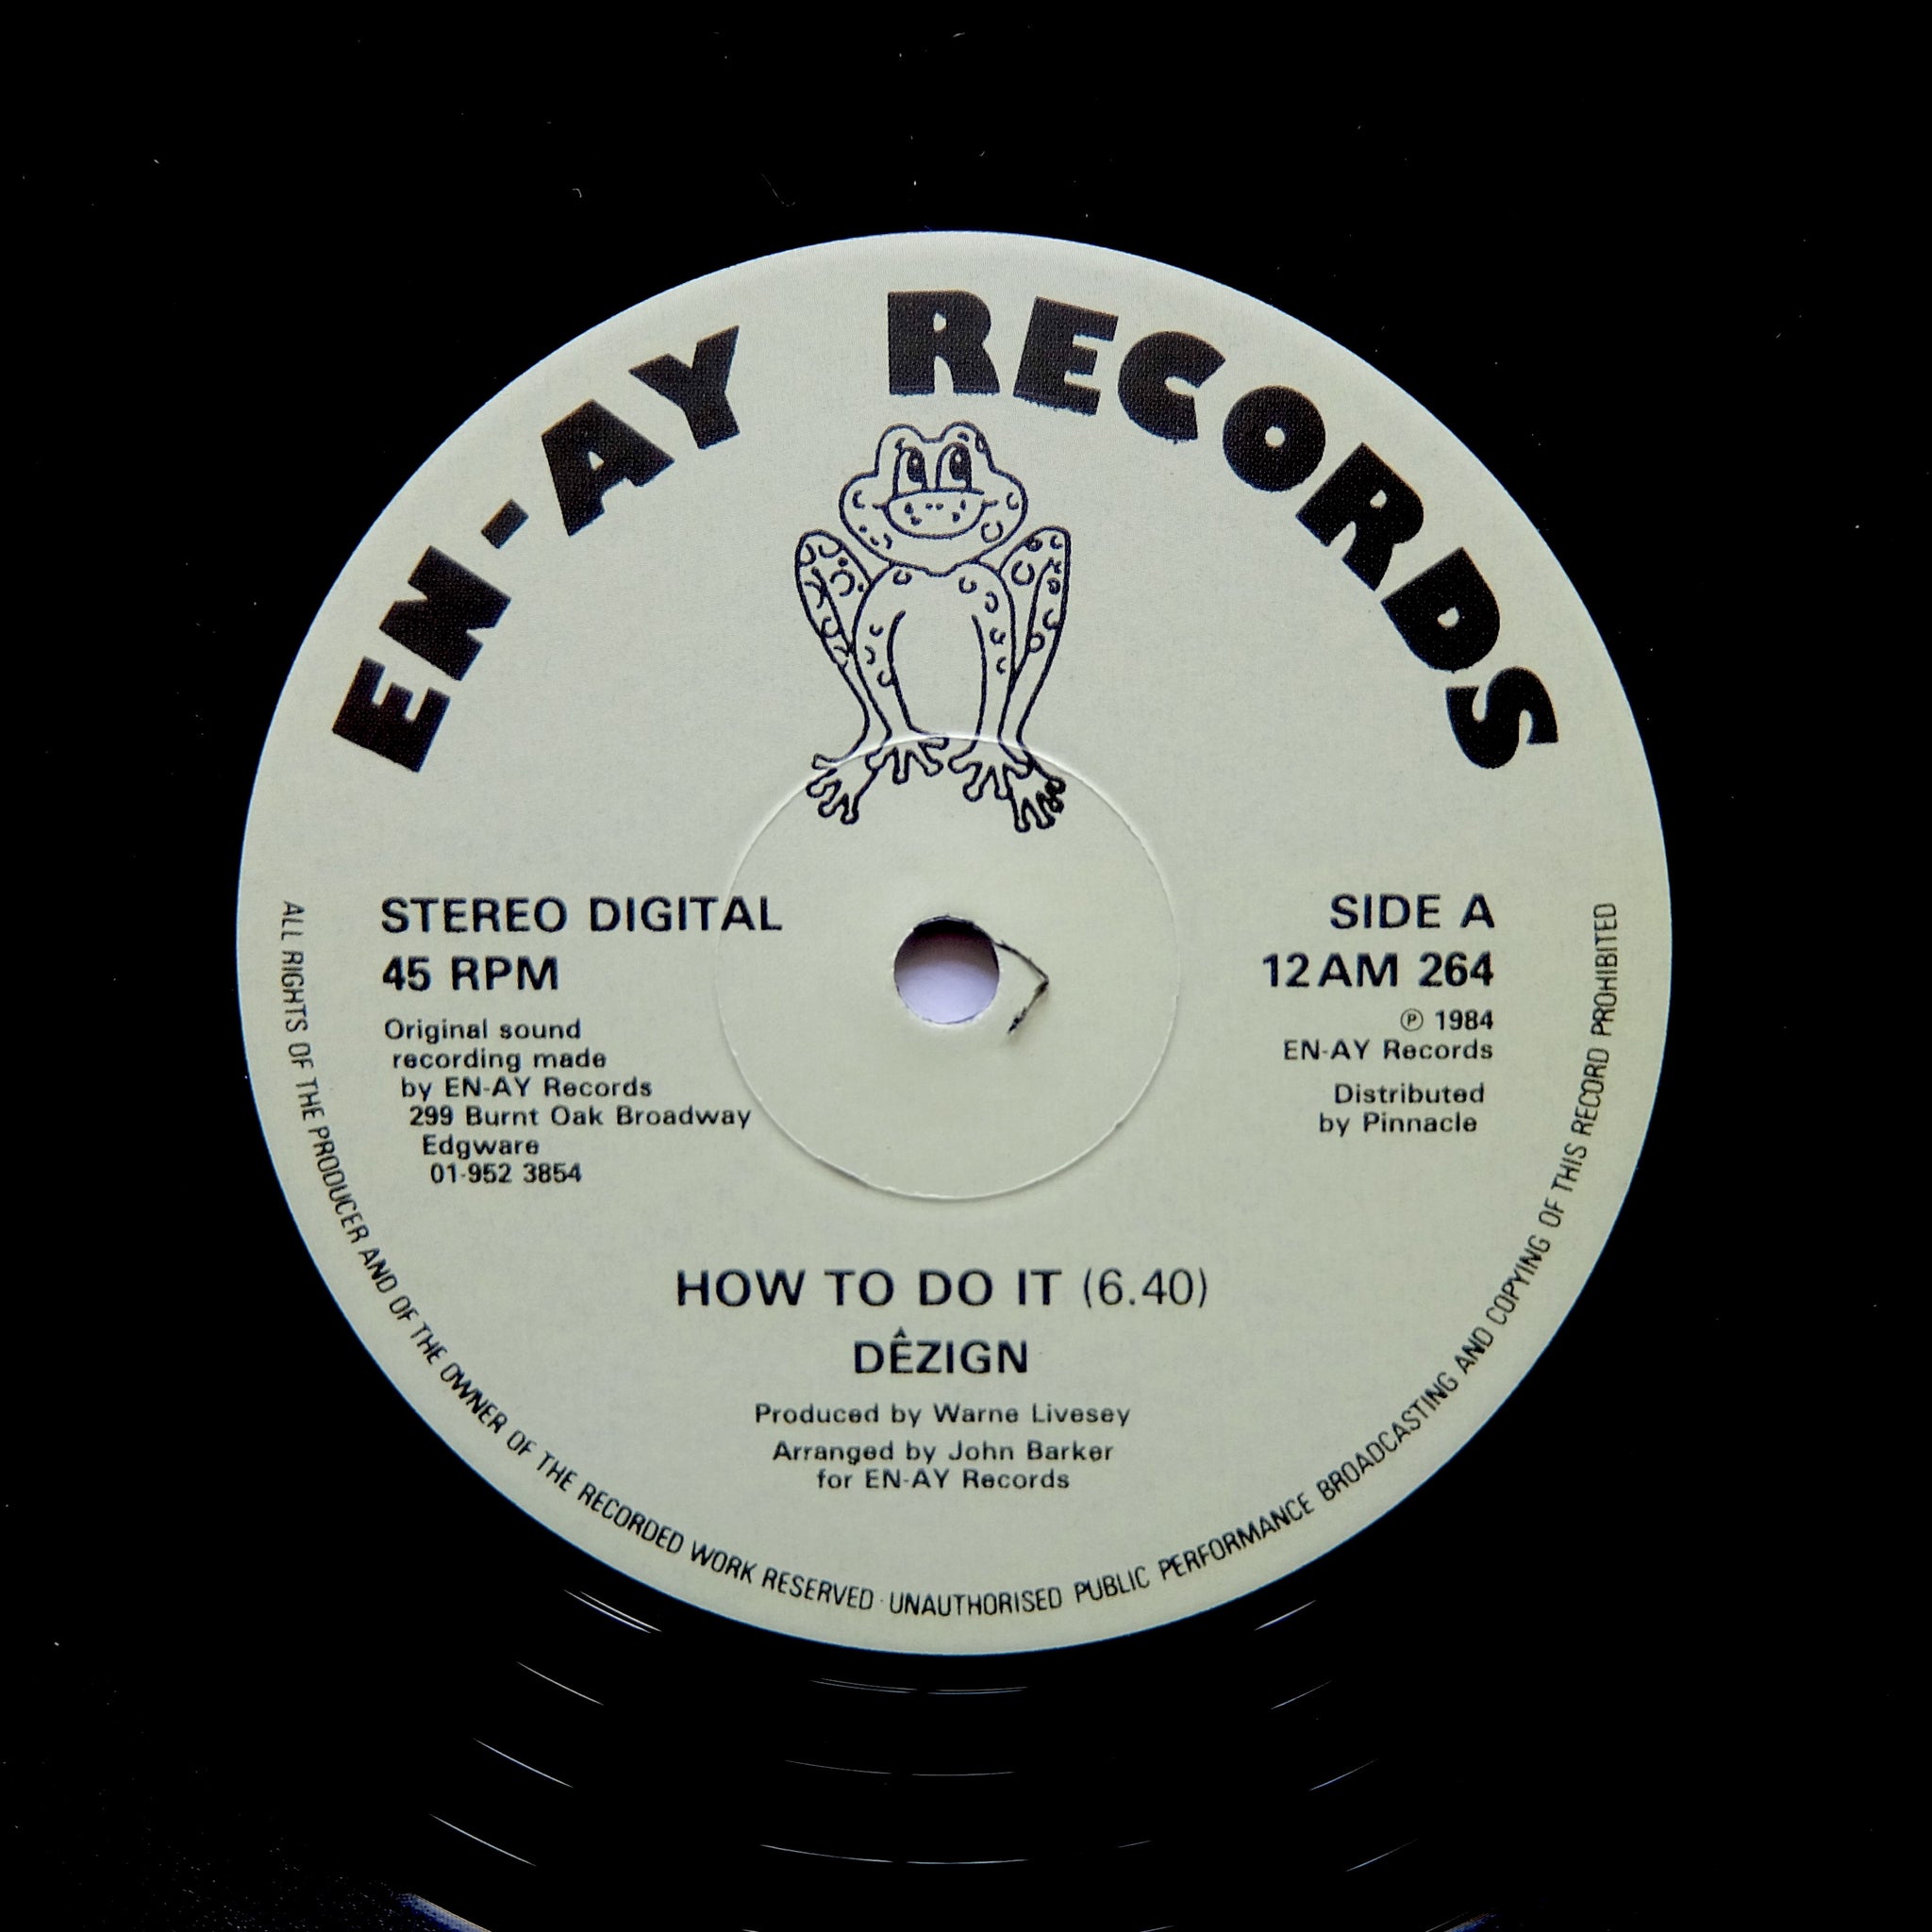 EN-AY RECORDS
STEREO DIGITAL
45 RPM
Original sound
recording made
by EN-AY Records
299 Burnt Oak Broadway
Edgware
01-952 3854
SIDE A
12 AM 264
℗ 1984
EN-AY Records
Distributed
by Pinnacle
HOW TO DO IT (6.40)
DÊZIGN
Produced by Warne Livesey
Arranged by John Barker
for EN-AY Records
ALL RIGHTS OF THE PRODUCER AND OF THE OWNER OF THE RECORDED WORK RESERVED · UNAUTHORISED PUBLIC PERFORMANCE BROADCASTING AND COPYING OF THIS RECORD PROHIBITED